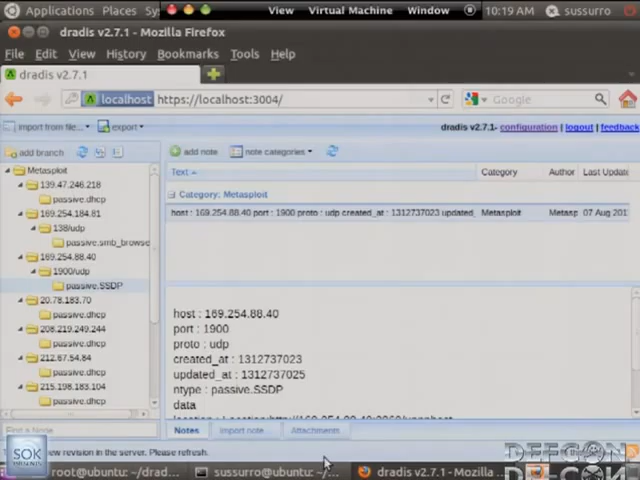 Applications Places Sy
View Virtual Machine Window
10:19 AM sussurro
dradis v2.7.1 - Mozilla Firefox
File Edit View History Bookmarks Tools Help
dradis v2.7.1
localhost https://localhost:3004/
Google
import from file... export
dradis v2.7.1- configuration | logout | feedback
add branch
add note note categories
Text Category Author Last Update
Metasploit
Category: Metasploit
host : 169.254.88.40 port : 1900 proto : udp created_at : 1312737023 updated_ Metasploit Metasp 07 Aug 201
139.47.246.218
passive.dhcp
169.254.184.81
138/udp
passive.smb_browse
169.254.88.40
1900/udp
passive.SSDP
20.78.183.70
passive.dhcp
208.219.249.244
passive.dhcp
212.67.54.84
passive.dhcp
215.198.183.104
passive.dhcp
host : 169.254.88.40
port : 1900
proto : udp
created_at : 1312737023
updated_at : 1312737025
ntype : passive.SSDP
data
Find a Node
Notes Import note... Attachments
new revision in the server. Please refresh.
SOK
DEFCON
root@ubuntu: ~/drad... sussurro@ubuntu: ~/... dradis v2.7.1 - Mozilla ...